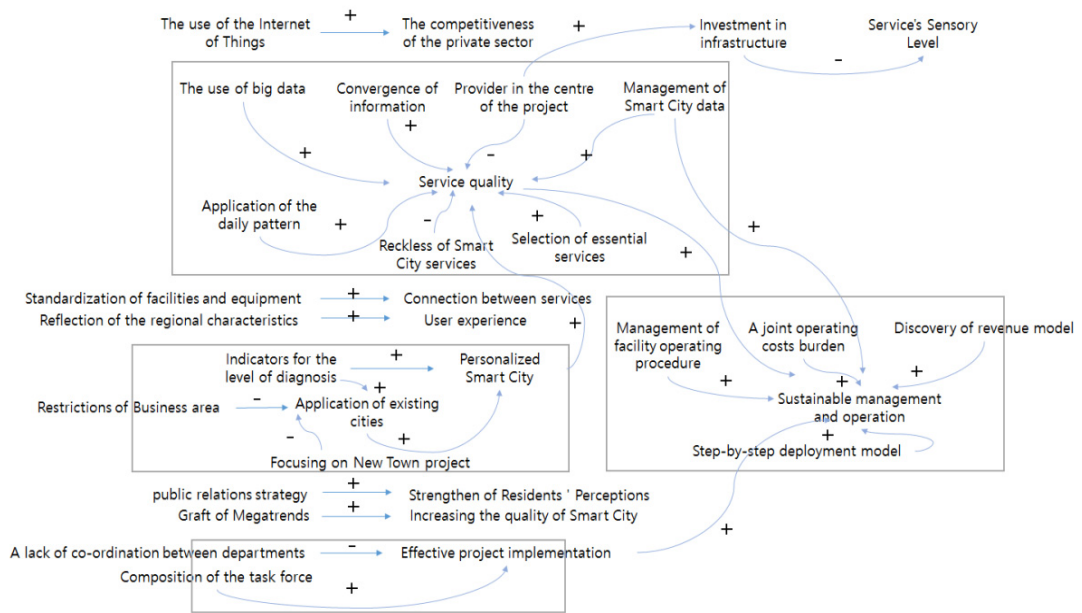 The use of the Internet
of Things
+
The competitiveness
of the private sector
+
Investment in
infrastructure
-
Service's Sensory
Level
The use of big data
Convergence of
information
Provider in the centre
of the project
Management of
Smart City data
+
+
-
+
Service quality
Application of the
daily pattern
+
-
Reckless of Smart
City services
+
Selection of essential
services
+
+
Standardization of facilities and equipment
+
Connection between services
Reflection of the regional characteristics
+
User experience
+
Management of
facility operating
procedure
A joint operating
costs burden
Discovery of revenue model
+
+
+
Sustainable management
and operation
+
Step-by-step deployment model
Indicators for the
level of diagnosis
+
Personalized
Smart City
+
Restrictions of Business area
-
Application of existing
cities
-
+
Focusing on New Town project
public relations strategy
+
Strengthen of Residents ' Perceptions
Graft of Megatrends
+
Increasing the quality of Smart City
+
A lack of co-ordination between departments
-
Effective project implementation
Composition of the task force
+